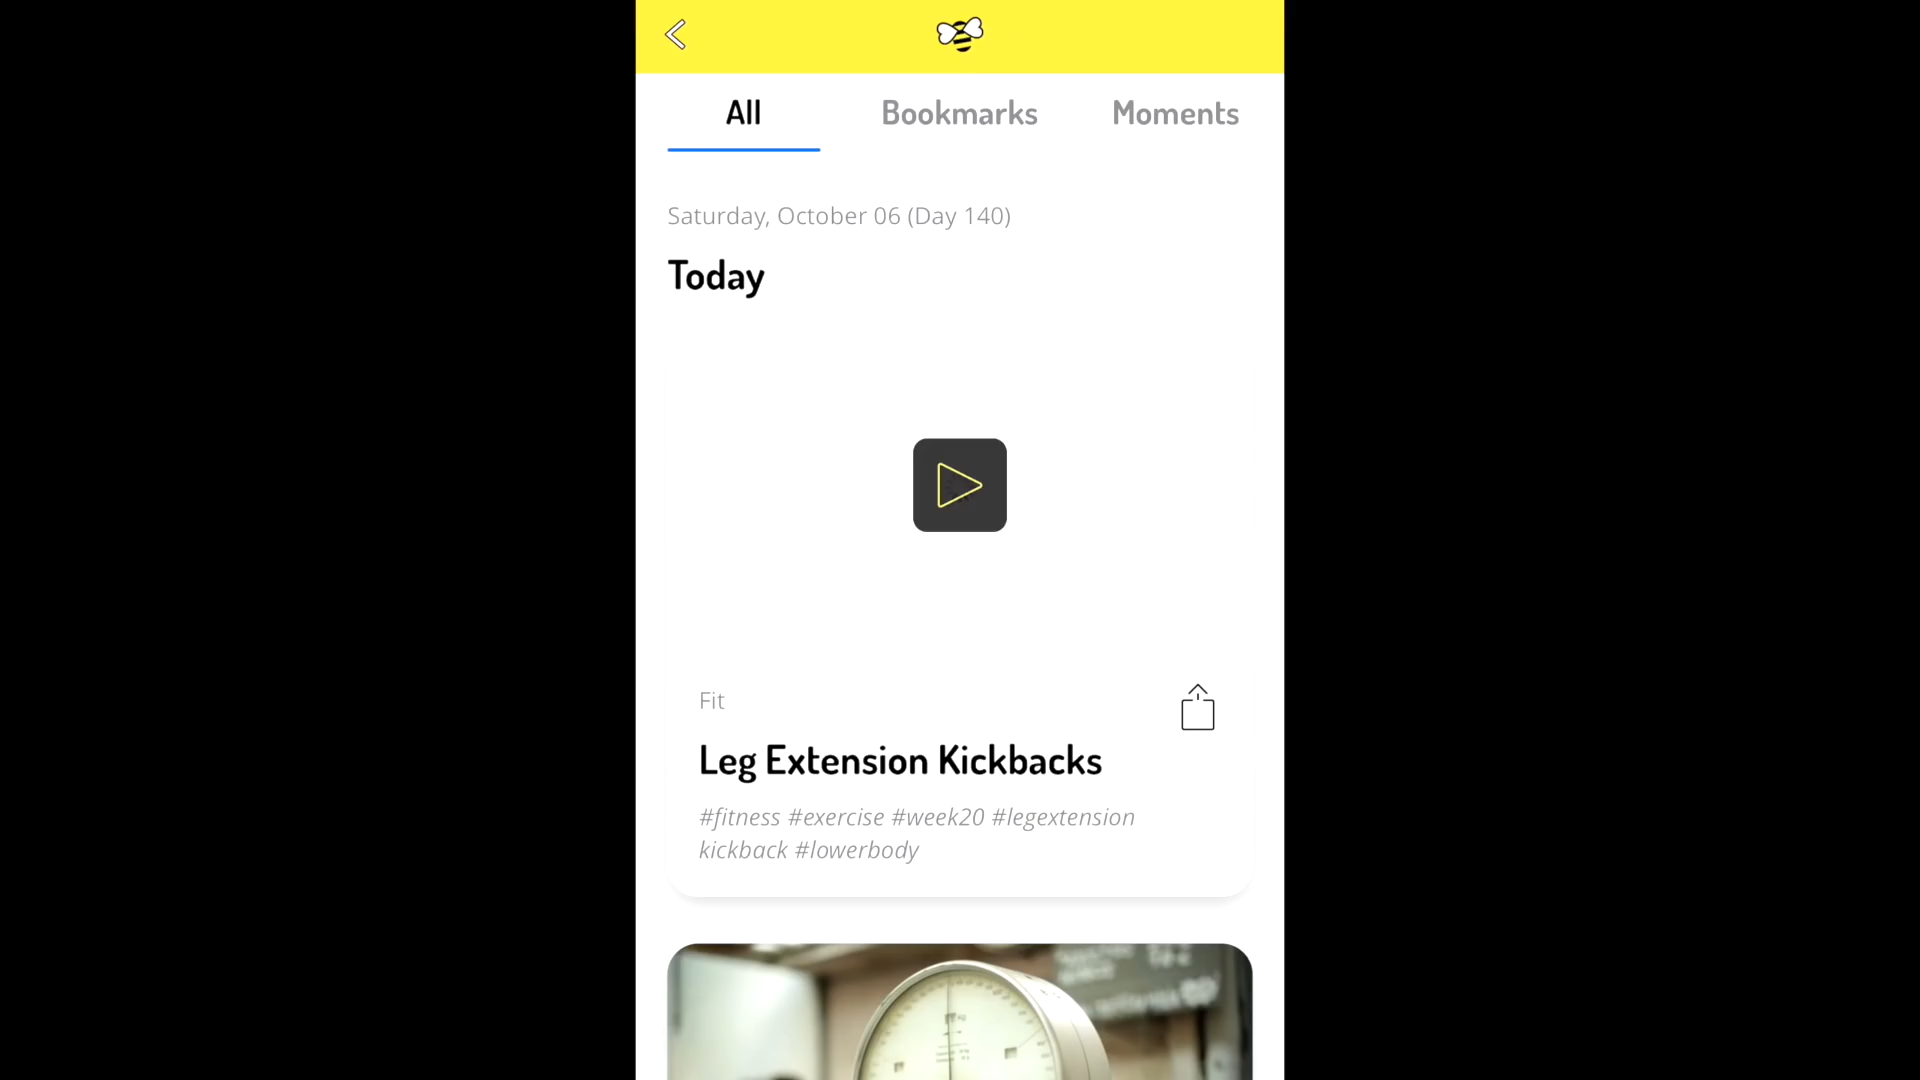 All Bookmarks Moments
Saturday, October 06 (Day 140)
Today
Fit
Leg Extension Kickbacks
#fitness #exercise #week20 #legextension
kickback #lowerbody